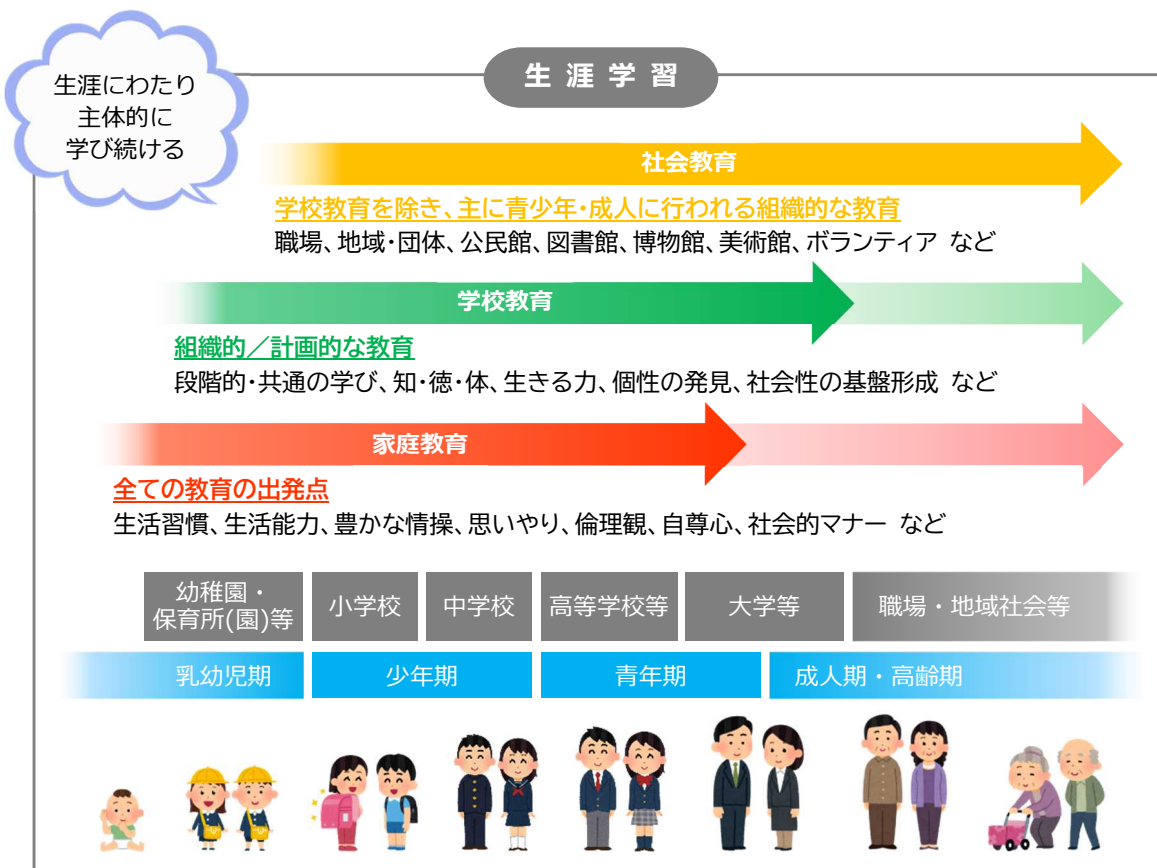 生涯にわたり
主体的に
学び続ける
生涯学習
社会教育
学校教育を除き、主に青少年・成人に行われる組織的な教育
職場、地域・団体、公民館、図書館、博物館、美術館、ボランティア など
学校教育
組織的／計画的な教育
段階的・共通の学び、知・徳・体、生きる力、個性の発見、社会性の基盤形成 など
家庭教育
全ての教育の出発点
生活習慣、生活能力、豊かな情操、思いやり、倫理観、自尊心、社会的マナー など
幼稚園・
保育所(園)等
小学校
中学校
高等学校等
大学等
職場・地域社会等
乳幼児期
少年期
青年期
成人期・高齢期